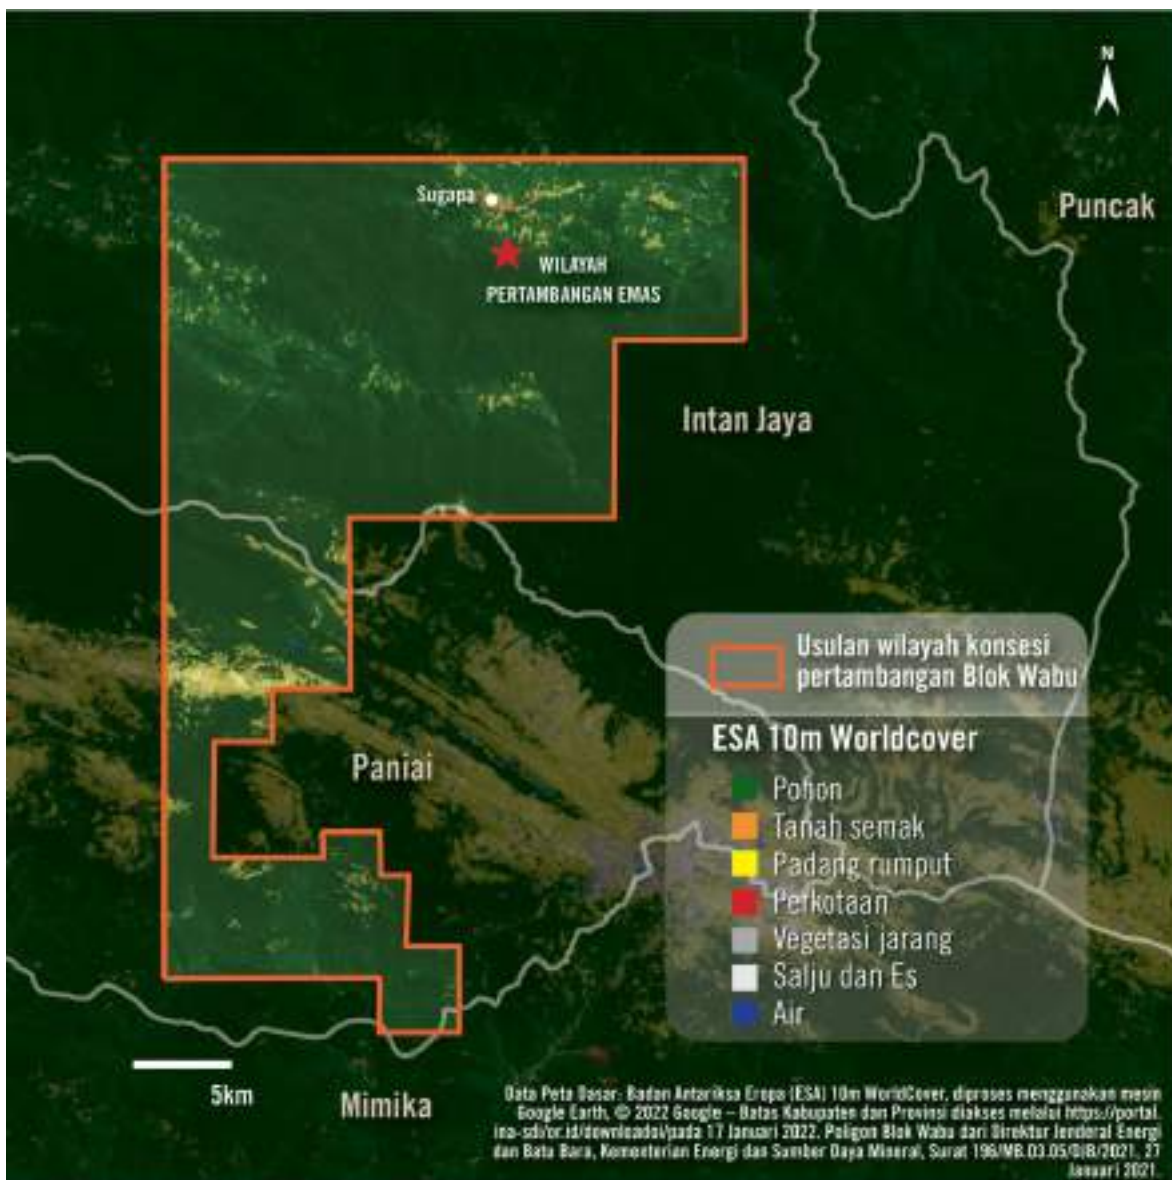 N
Puncak
Sugapa
WILAYAH
PERTAMBANGAN EMAS
Intan Jaya
Usulan wilayah konsesi
pertambangan Blok Wabu
ESA 10m Worldcover
Paniai
Pohon
Tanah semak
Padang rumput
Perkotaan
Vegetasi jarang
Salju dan Es
Air
5km
Mimika
Data Peta Dasar: Badan Antariksa Eropa (ESA) 10m WorldCover, diproses menggunakan mesin
Google Earth, © 2022 Google – Batas Kabupaten dan Provinsi diakses melalui https://portal.
ina-sdi/or.id/downloadoi/pada 17 Januari 2022. Poligon Blok Wabu dari Direktur Jenderal Energi
dan Batu Bara, Kementerian Energi dan Sumber Daya Mineral, Surat 196/MB.03.05/DJB/2021, 27
Januari 2021.